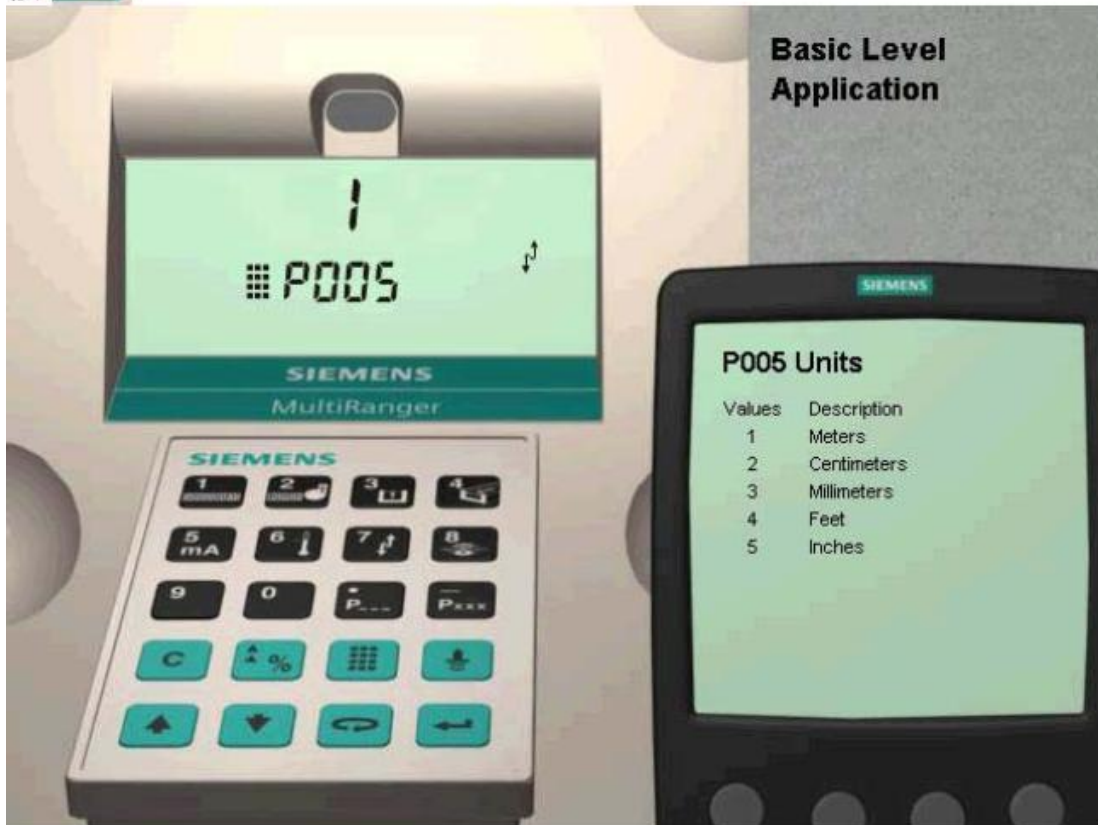 Basic Level
Application
1
P005
SIEMENS
MultiRanger
SIEMENS
1 2 3 4
5 mA 6 7 8
9 0 P--- Pxxx
C %
SIEMENS
P005 Units
Values Description
1 Meters
2 Centimeters
3 Millimeters
4 Feet
5 Inches